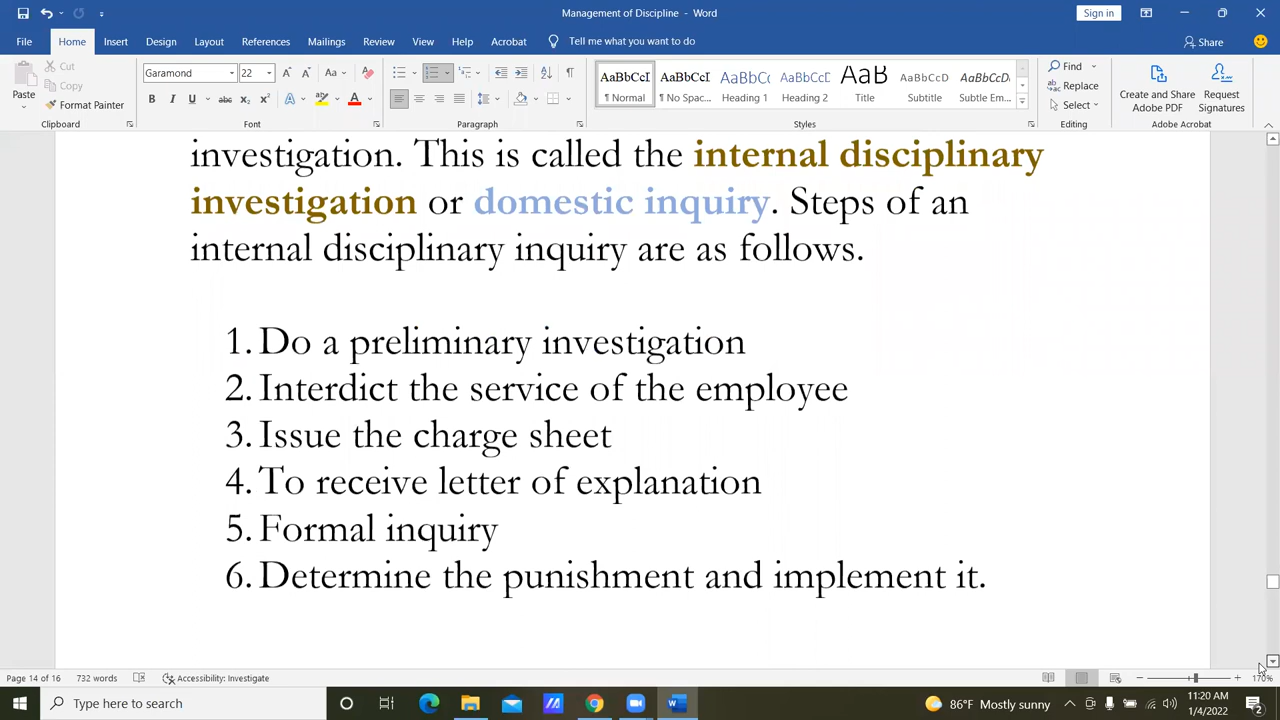 Management of Discipline - Word
Sign in
File Home Insert Design Layout References Mailings Review View Help Acrobat Tell me what you want to do Share
Paste Cut Copy Format Painter
Garamond 22
AaBbCcI ¶ Normal AaBbCcI ¶ No Spac... AaBbCc Heading 1 AaBbCcI Heading 2 AaB Title AaBbCcD Subtitle AaBbCcD Subtle Em...
Find Replace Select
Create and Share Adobe PDF Request Signatures
Clipboard Font Paragraph Styles Editing Adobe Acrobat
investigation. This is called the internal disciplinary
investigation or domestic inquiry. Steps of an
internal disciplinary inquiry are as follows.
1. Do a preliminary investigation
2. Interdict the service of the employee
3. Issue the charge sheet
4. To receive letter of explanation
5. Formal inquiry
6. Determine the punishment and implement it.
Page 14 of 16 732 words Accessibility: Investigate 170%
Type here to search
86°F Mostly sunny
11:20 AM
1/4/2022
2